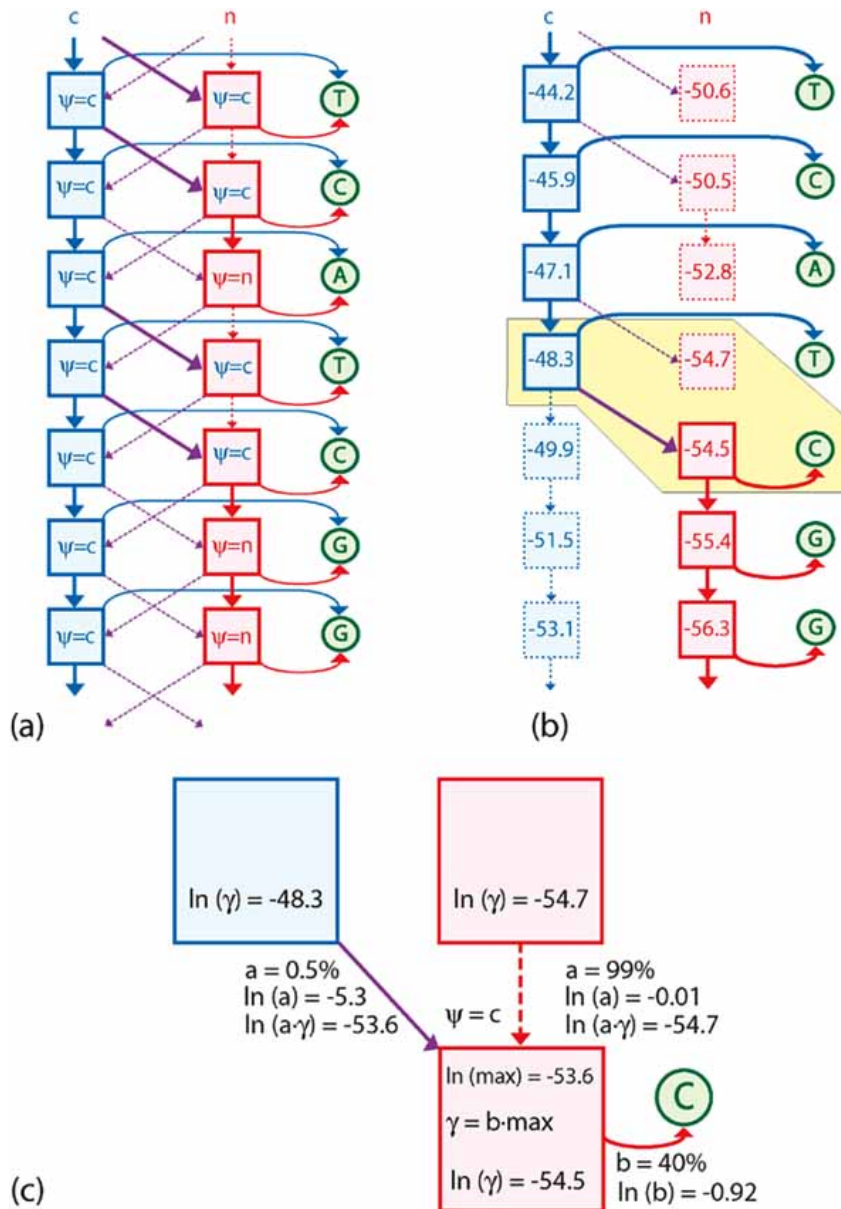 c n c n
ψ=c ψ=c T -44.2 -50.6 T
ψ=c ψ=c C -45.9 -50.5 C
ψ=c ψ=n A -47.1 -52.8 A
ψ=c ψ=c T -48.3 -54.7 T
ψ=c ψ=c C -49.9 -54.5 C
ψ=c ψ=n G -51.5 -55.4 G
ψ=c ψ=n G -53.1 -56.3 G
(a) (b)
ln (γ) = -48.3 ln (γ) = -54.7
a = 0.5% a = 99%
ln (a) = -5.3 ln (a) = -0.01
ln (a·γ) = -53.6 ψ = c ln (a·γ) = -54.7
ln (max) = -53.6 C
γ = b·max
b = 40%
(c) ln (γ) = -54.5 ln (b) = -0.92